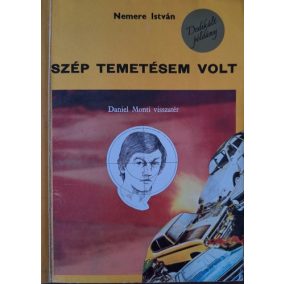 Nemere István
Dedikált
példány
SZÉP TEMETÉSEM VOLT
Daniel Monti visszatér